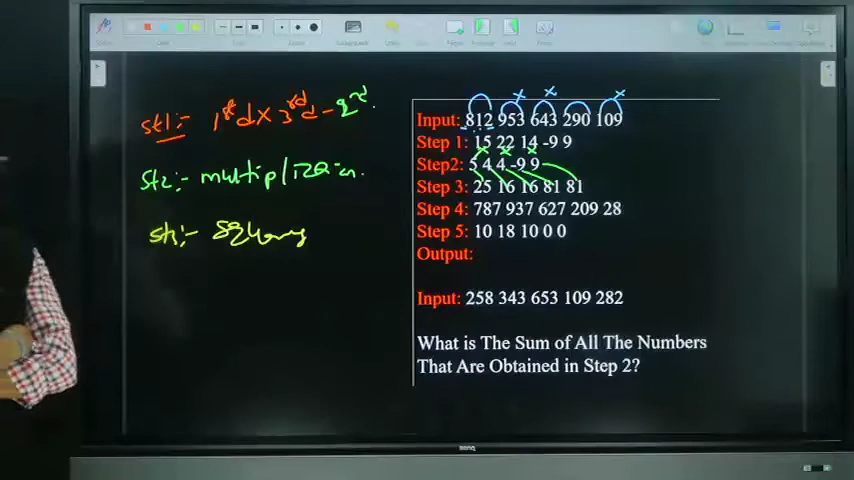 st1:- 1st d x 3rd d - 2nd.
st2:- multip/
st3:-
Input: 812 953 643 290 109
Step 1: 15 22 14 -9 9
Step2: 5 4 4 -9 9
Step 3: 25 16 16 81 81
Step 4: 787 937 627 209 28
Step 5: 10 18 10 0 0
Output:
Input: 258 343 653 109 282
What is The Sum of All The Numbers
That Are Obtained in Step 2?
BENQ